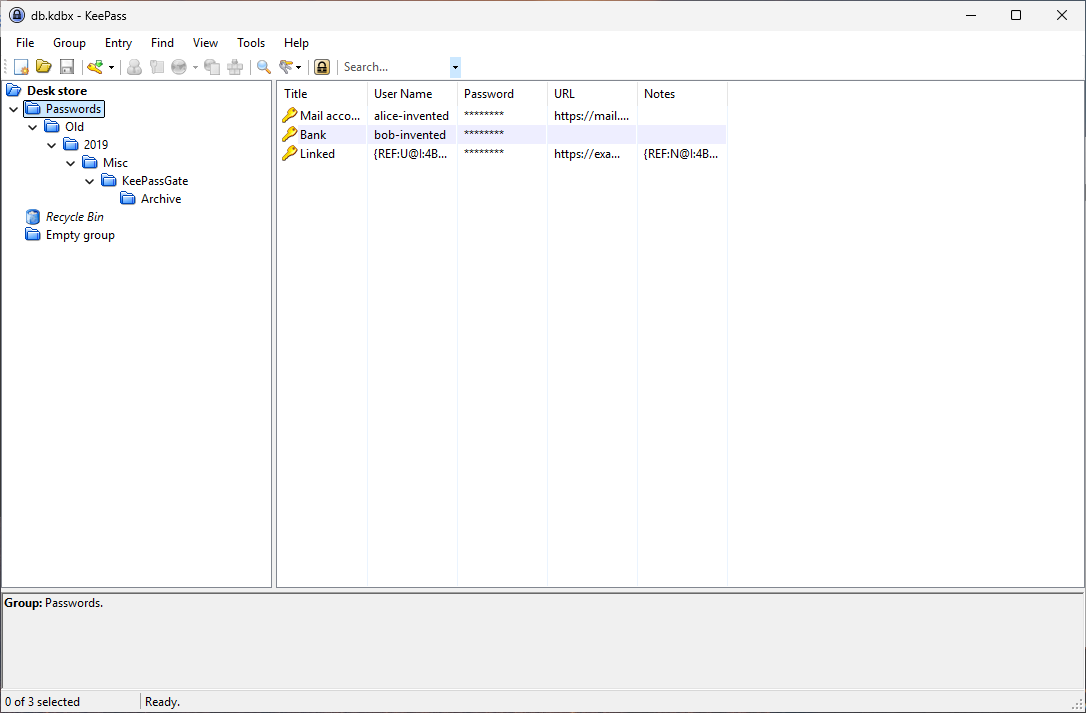 db.kdbx - KeePass
File Group Entry Find View Tools Help
Search...
Desk store
Passwords
Old
2019
Misc
KeePassGate
Archive
Recycle Bin
Empty group
Title User Name Password URL Notes
Mail acco... alice-invented ******** https://mail....
Bank bob-invented ********
Linked {REF:U@I:4B... ******** https://exa... {REF:N@I:4B...
Group: Passwords.
0 of 3 selected Ready.